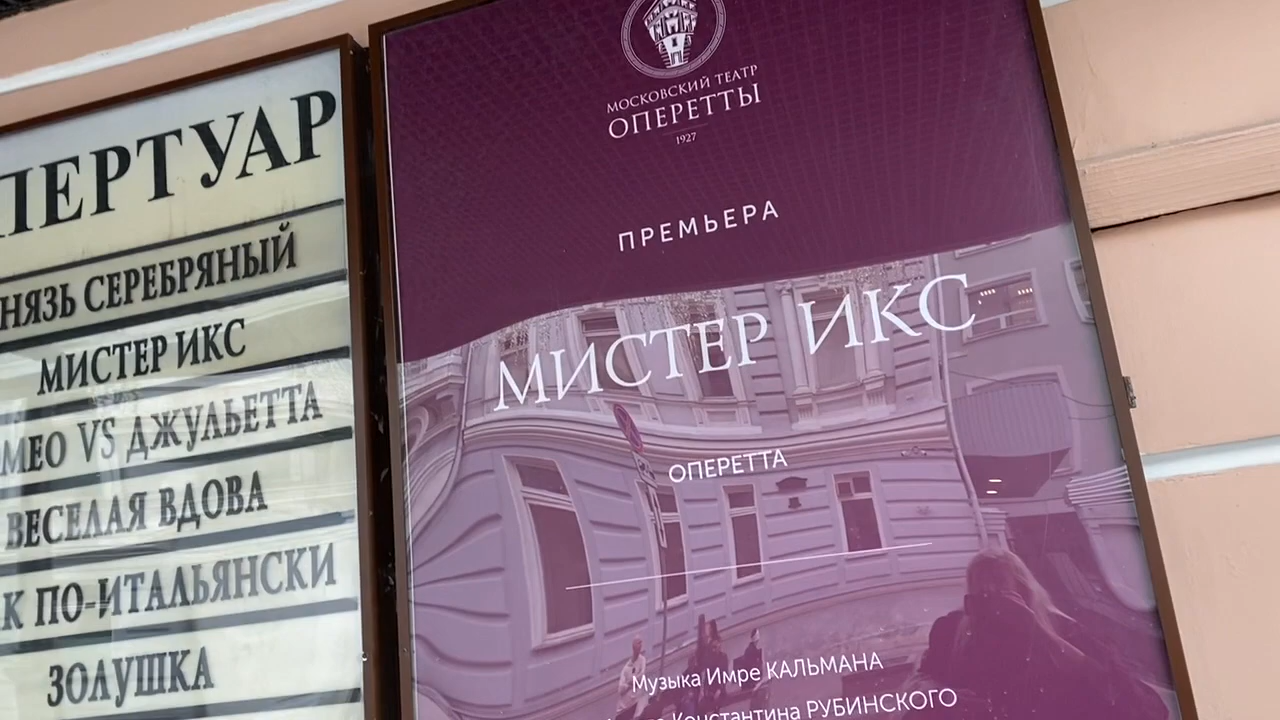 ПЕРТУАР
НЯЗЬ СЕРЕБРЯНЫЙ
МИСТЕР ИКС
МЕО VS ДЖУЛЬЕТТА
ВЕСЕЛАЯ ВДОВА
К ПО-ИТАЛЬЯНСКИ
ЗОЛУШКА
МОСКОВСКИЙ ТЕАТР
ОПЕРЕТТЫ
1927
ПРЕМЬЕРА
МИСТЕР ИКС
ОПЕРЕТТА
Музыка Имре КАЛЬМАНА
Константина РУБИНСКОГО